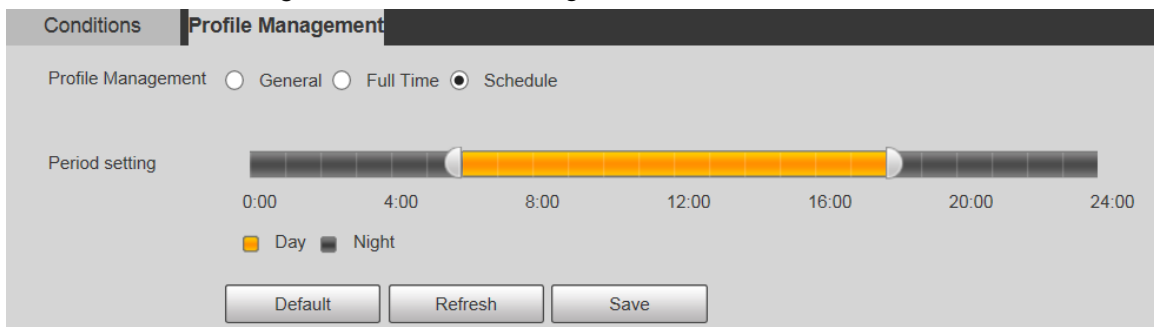 Conditions Profile Management
Profile Management General Full Time Schedule
Period setting
0:00 4:00 8:00 12:00 16:00 20:00 24:00
Day Night
Default Refresh Save